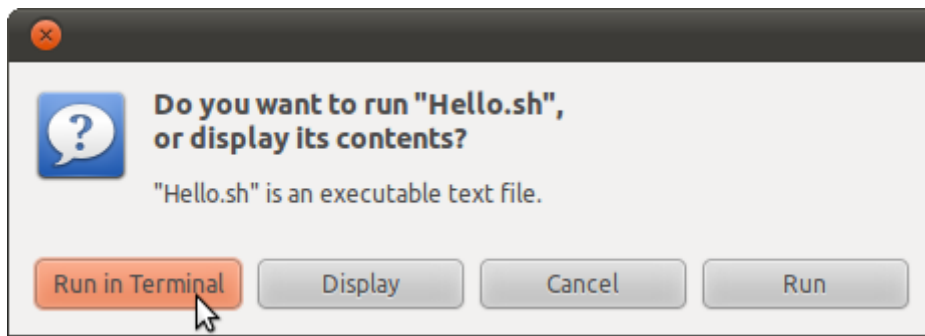 Do you want to run "Hello.sh",
or display its contents?
"Hello.sh" is an executable text file.
Run in Terminal Display Cancel Run